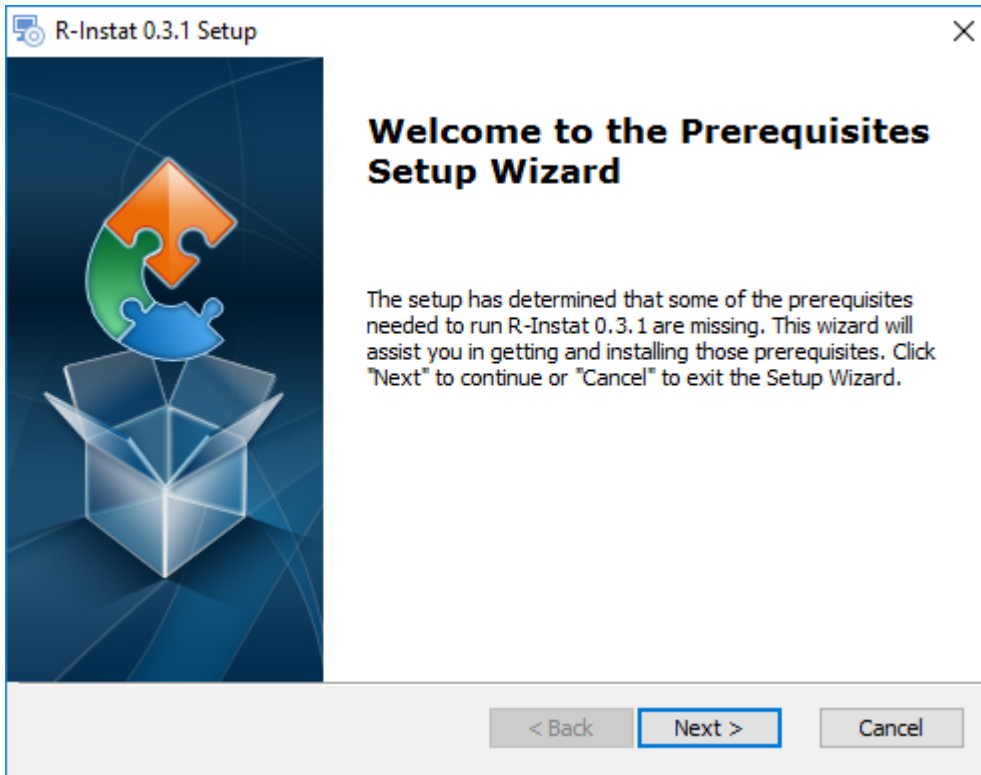 R-Instat 0.3.1 Setup
Welcome to the Prerequisites
Setup Wizard
The setup has determined that some of the prerequisites
needed to run R-Instat 0.3.1 are missing. This wizard will
assist you in getting and installing those prerequisites. Click
"Next" to continue or "Cancel" to exit the Setup Wizard.
< Back
Next >
Cancel